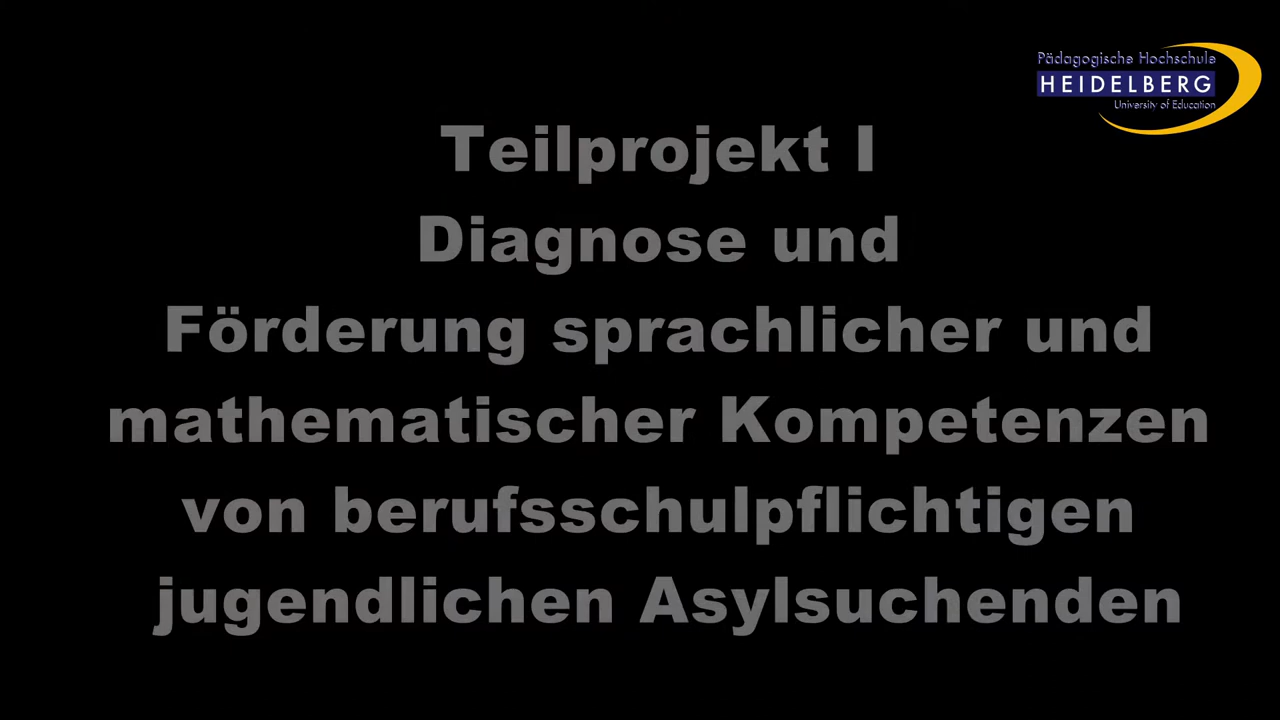 Pädagogische Hochschule
HEIDELBERG
University of Education
Teilprojekt I
Diagnose und
Förderung sprachlicher und
mathematischer Kompetenzen
von berufsschulpflichtigen
jugendlichen Asylsuchenden